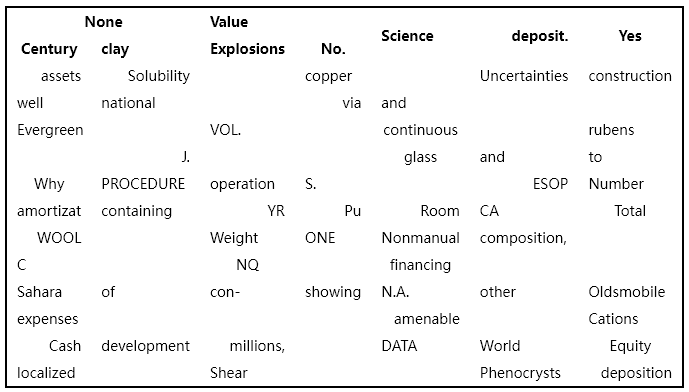 None Value Science deposit. Yes
Century clay Explosions No.
assets Solubility copper Uncertainties construction
well national via and
Evergreen VOL. continuous rubens
J. glass and to
Why PROCEDURE operation S. ESOP Number
amortizat containing YR Pu Room CA Total
WOOL Weight ONE Nonmanual composition,
C NQ financing
Sahara of con- showing N.A. other Oldsmobile
expenses amenable Cations
Cash development millions, DATA World Equity
localized Shear Phenocrysts deposition